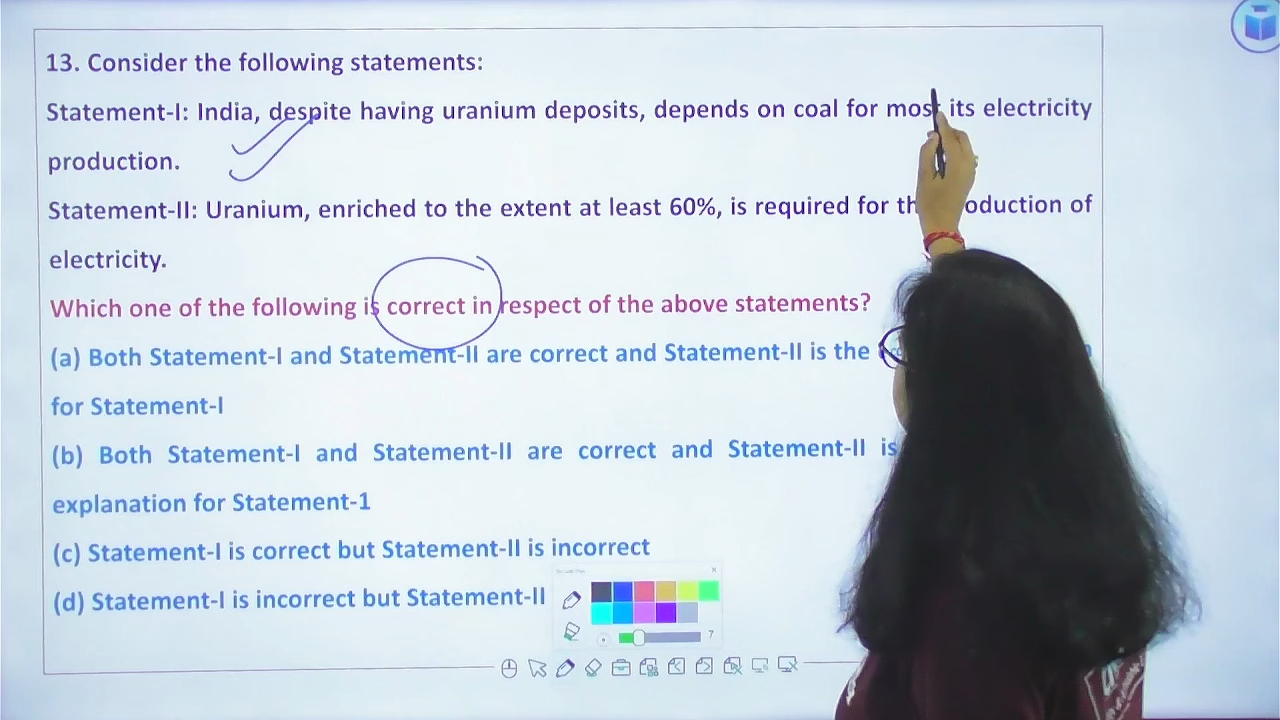 13. Consider the following statements:
Statement-I: India, despite having uranium deposits, depends on coal for most its electricity
production.
Statement-II: Uranium, enriched to the extent at least 60%, is required for th oduction of
electricity.
Which one of the following is correct in respect of the above statements?
(a) Both Statement-I and Statement-II are correct and Statement-II is the
for Statement-I
(b) Both Statement-I and Statement-II are correct and Statement-II is
explanation for Statement-1
(c) Statement-I is correct but Statement-II is incorrect
(d) Statement-I is incorrect but Statement-II
7